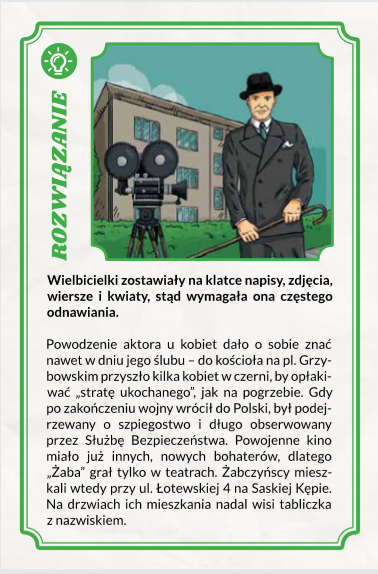 ROZWIĄZANIE
Wielbicielki zostawiały na klatce napisy, zdjęcia,
wiersze i kwiaty, stąd wymagała ona częstego
odnawiania.
Powodzenie aktora u kobiet dało o sobie znać
nawet w dniu jego ślubu – do kościoła na pl. Grzy-
bowskim przyszło kilka kobiet w czerni, by opłaki-
wać „stratę ukochanego”, jak na pogrzebie. Gdy
po zakończeniu wojny wrócił do Polski, był podej-
rzewany o szpiegostwo i długo obserwowany
przez Służbę Bezpieczeństwa. Powojenne kino
miało już innych, nowych bohaterów, dlatego
„Żaba” grał tylko w teatrach. Żabczyńscy miesz-
kali wtedy przy ul. Łotewskiej 4 na Saskiej Kępie.
Na drzwiach ich mieszkania nadal wisi tabliczka
z nazwiskiem.